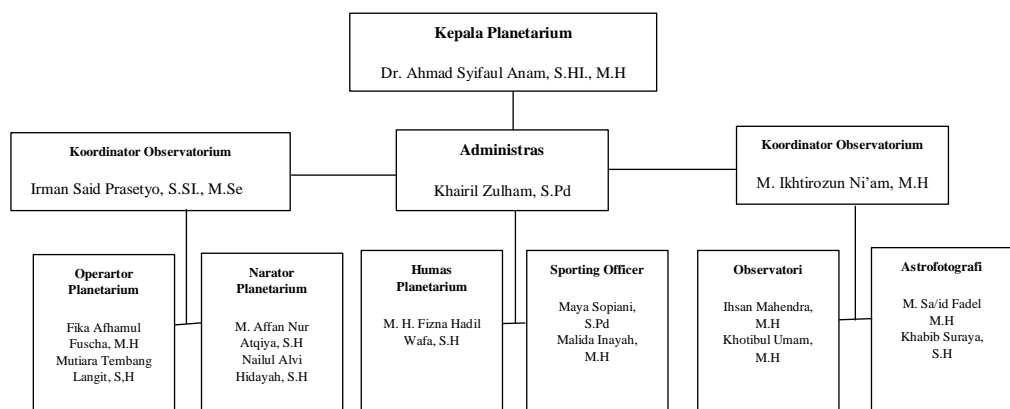 Kepala Planetarium
Dr. Ahmad Syifaul Anam, S.HI., M.H
Koordinator Observatorium
Irman Said Prasetyo, S.SI., M.Se
Administras
Khairil Zulham, S.Pd
Koordinator Observatorium
M. Ikhtirozun Ni’am, M.H
Operartor
Planetarium
Fika Afhamul
Fuscha, M.H
Mutiara Tembang
Langit, S,H
Narator
Planetarium
M. Affan Nur
Atqiya, S.H
Nailul Alvi
Hidayah, S.H
Humas
Planetarium
M. H. Fizna Hadil
Wafa, S.H
Sporting Officer
Maya Sopiani,
S.Pd
Malida Inayah,
M.H
Observatori
Ihsan Mahendra,
M.H
Khotibul Umam,
M.H
Astrofotografi
M. Sa/id Fadel
M.H
Khabib Suraya,
S.H